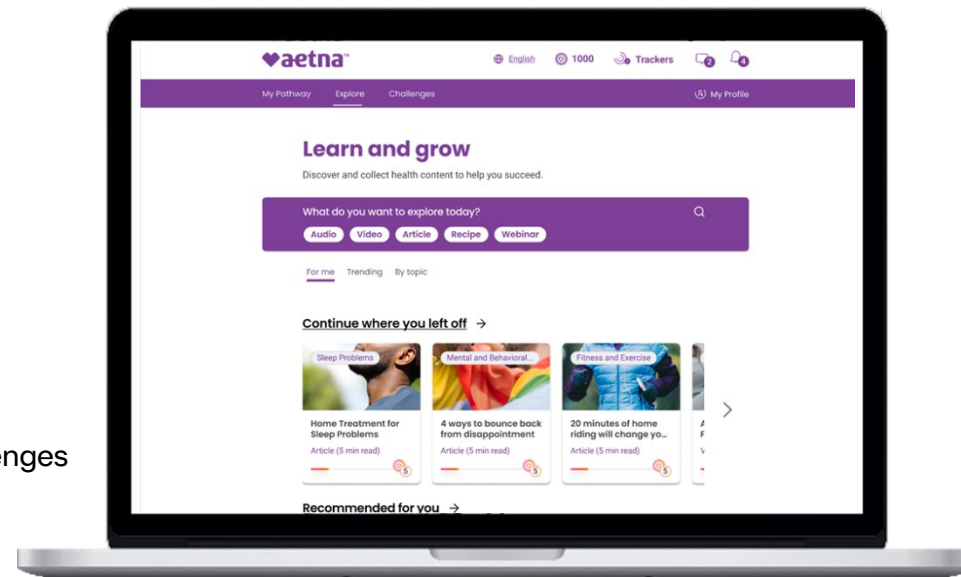 aetna™
English
1000
Trackers
2
4
My Pathway Explore Challenges
My Profile
Learn and grow
Discover and collect health content to help you succeed.
What do you want to explore today?
Audio Video Article Recipe Webinar
For me Trending By topic
Continue where you left off →
Sleep Problems
Home Treatment for
Sleep Problems
Article (5 min read)
5
Mental and Behavioral...
4 ways to bounce back
from disappointment
Article (5 min read)
5
Fitness and Exercise
20 minutes of home
riding will change yo...
Article (5 min read)
5
Recommended for you →
enges